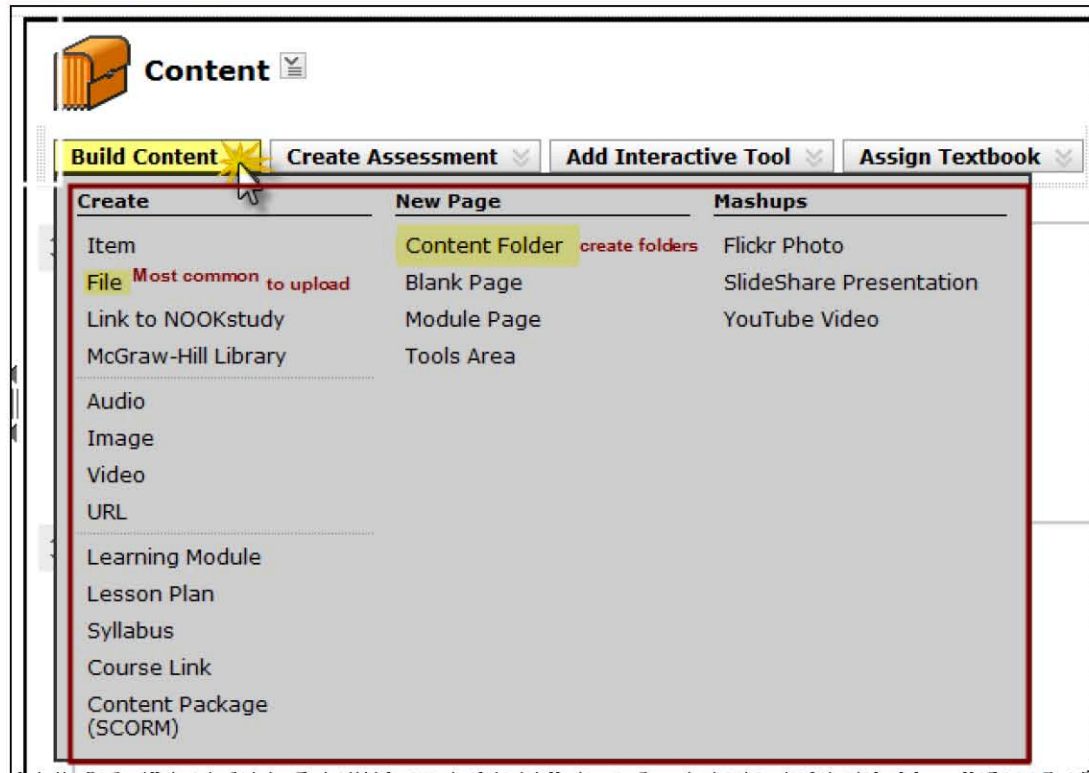 Content
Build Content
Create Assessment
Add Interactive Tool
Assign Textbook
Create
Item
File Most common to upload
Link to NOOKstudy
McGraw-Hill Library
Audio
Image
Video
URL
Learning Module
Lesson Plan
Syllabus
Course Link
Content Package
(SCORM)
New Page
Content Folder create folders
Blank Page
Module Page
Tools Area
Mashups
Flickr Photo
SlideShare Presentation
YouTube Video